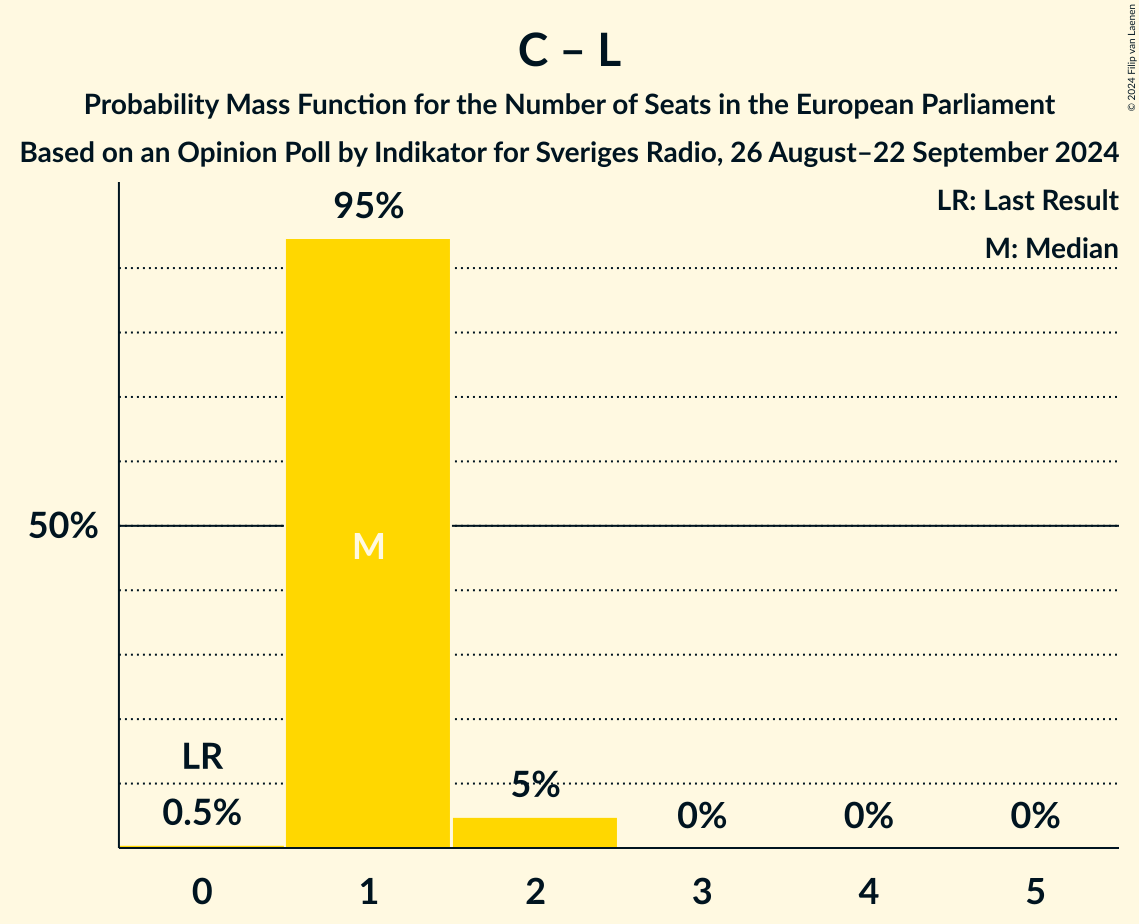 C – L
Probability Mass Function for the Number of Seats in the European Parliament
Based on an Opinion Poll by Indikator for Sveriges Radio, 26 August–22 September 2024
© 2024 Filip van Laenen
LR: Last Result
M: Median
95%
50%
M
LR
0.5%
5%
0%
0%
0%
0 1 2 3 4 5